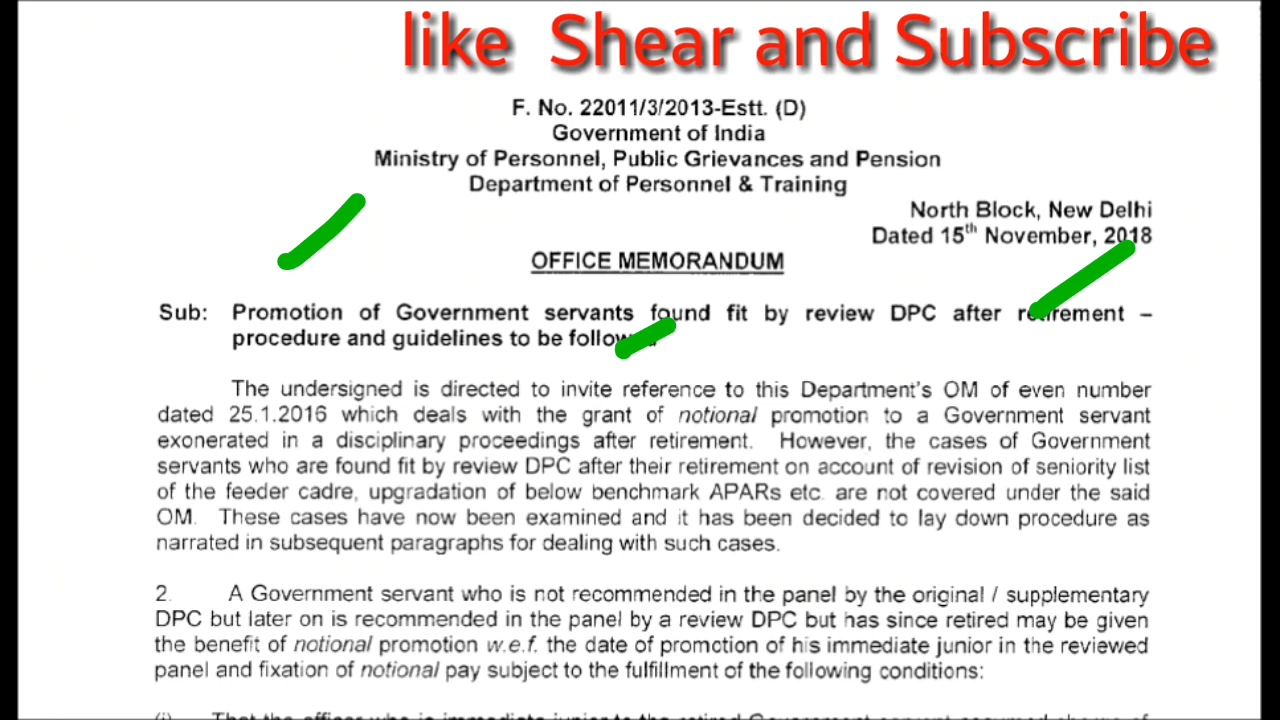 like Shear and Subscribe
F. No. 22011/3/2013-Estt. (D)
Government of India
Ministry of Personnel, Public Grievances and Pension
Department of Personnel & Training
North Block, New Delhi
Dated 15th November, 2018
OFFICE MEMORANDUM
Sub: Promotion of Government servants found fit by review DPC after retirement –
procedure and guidelines to be
The undersigned is directed to invite reference to this Department's OM of even number
dated 25.1.2016 which deals with the grant of notional promotion to a Government servant
exonerated in a disciplinary proceedings after retirement. However, the cases of Government
servants who are found fit by review DPC after their retirement on account of revision of seniority list
of the feeder cadre, upgradation of below benchmark APARs etc. are not covered under the said
OM. These cases have now been examined and it has been decided to lay down procedure as
narrated in subsequent paragraphs for dealing with such cases.
2. A Government servant who is not recommended in the panel by the original / supplementary
DPC but later on is recommended in the panel by a review DPC but has since retired may be given
the benefit of notional promotion w.e.f. the date of promotion of his immediate junior in the reviewed
panel and fixation of notional pay subject to the fulfillment of the following conditions: